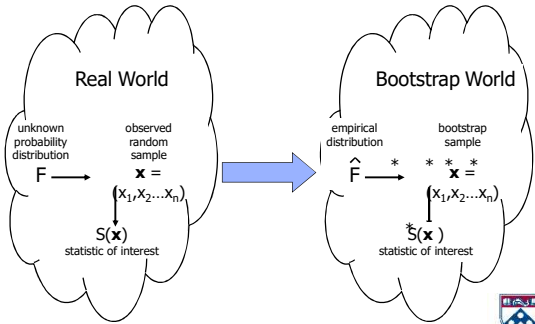 Real World
unknown
probability
distribution
observed
random
sample
F
x =
(x₁,x₂...xₙ)
S(x)
statistic of interest
Bootstrap World
empirical
distribution
bootstrap
sample
F̂ * * * *
x =
(x₁,x₂...xₙ)
*
S(x )
statistic of interest